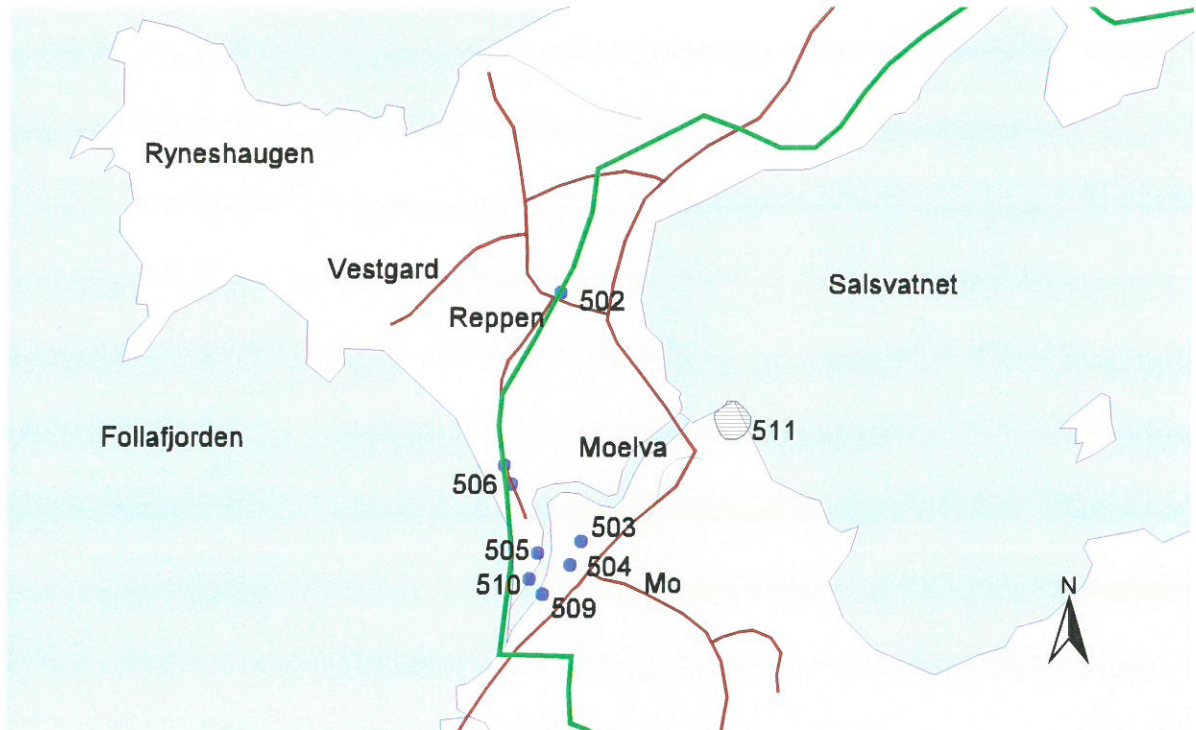 Ryneshaugen
Vestgard
Salsvatnet
502
Reppen
511
Follafjorden
Moelva
506
503
505
504
510
Mo
509
N